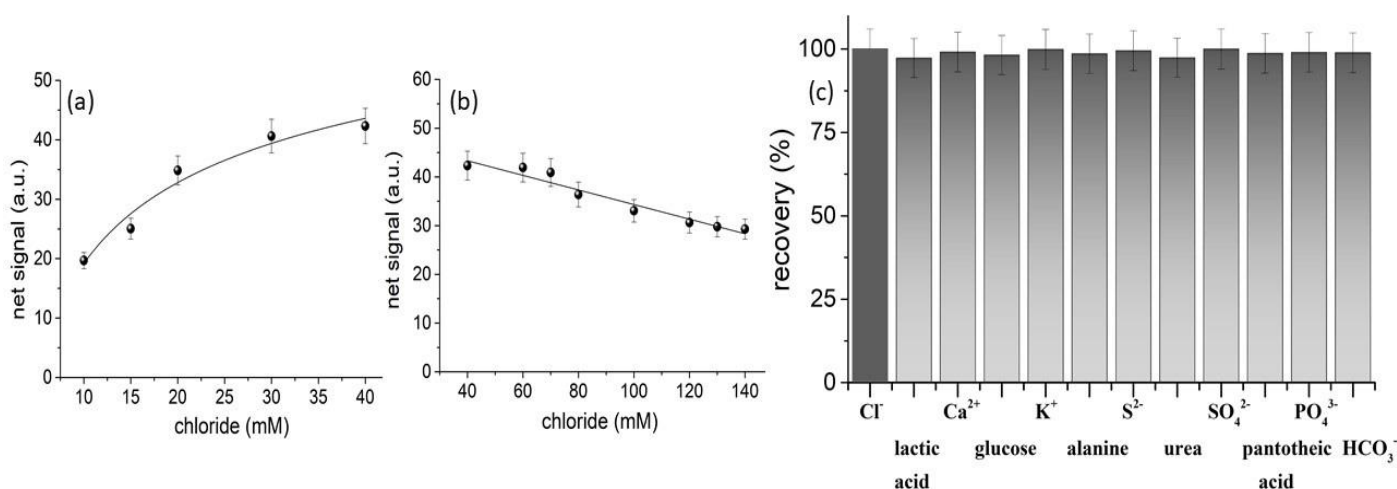 (a)
net signal (a.u.)
50
40
30
20
10
0
10 15 20 25 30 35 40
chloride (mM)
(b)
net signal (a.u.)
60
50
40
30
20
10
0
40 60 80 100 120 140
chloride (mM)
(c)
recovery (%)
100
75
50
25
0
Cl⁻ Ca²⁺ K⁺ S²⁻ SO₄²⁻ PO₄³⁻
lactic glucose alanine urea pantotheic HCO₃⁻
acid acid